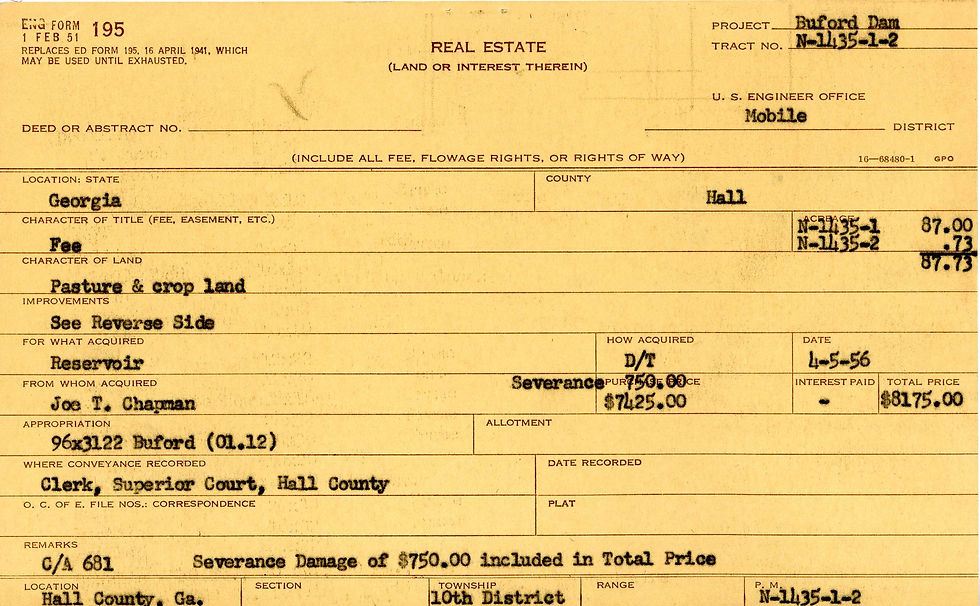 ENG FORM 195
1 FEB 51
REPLACES ED FORM 195, 16 APRIL 1941, WHICH
MAY BE USED UNTIL EXHAUSTED.
REAL ESTATE
(LAND OR INTEREST THEREIN)
PROJECT Buford Dam
TRACT NO. N-1435-1-2
U. S. ENGINEER OFFICE
Mobile
DEED OR ABSTRACT NO.
DISTRICT
(INCLUDE ALL FEE, FLOWAGE RIGHTS, OR RIGHTS OF WAY)
16—68480-1 GPO
LOCATION: STATE
Georgia
COUNTY
Hall
CHARACTER OF TITLE (FEE, EASEMENT, ETC.)
Fee
ACREAGE
N-1435-1 87.00
N-1435-2 .73
87.73
CHARACTER OF LAND
Pasture & crop land
IMPROVEMENTS
See Reverse Side
FOR WHAT ACQUIRED
Reservoir
HOW ACQUIRED
D/T
DATE
4-5-56
FROM WHOM ACQUIRED
Joe T. Chapman
Severance 750.00
PURCHASE PRICE
$7425.00
INTEREST PAID
-
TOTAL PRICE
$8175.00
APPROPRIATION
96x3122 Buford (01.12)
ALLOTMENT
WHERE CONVEYANCE RECORDED
Clerk, Superior Court, Hall County
DATE RECORDED
O. C. OF E. FILE NOS.: CORRESPONDENCE
PLAT
REMARKS
C/A 681 Severance Damage of $750.00 included in Total Price
LOCATION
Hall County, Ga.
SECTION
TOWNSHIP
10th District
RANGE
P. M.
N-1435-1-2